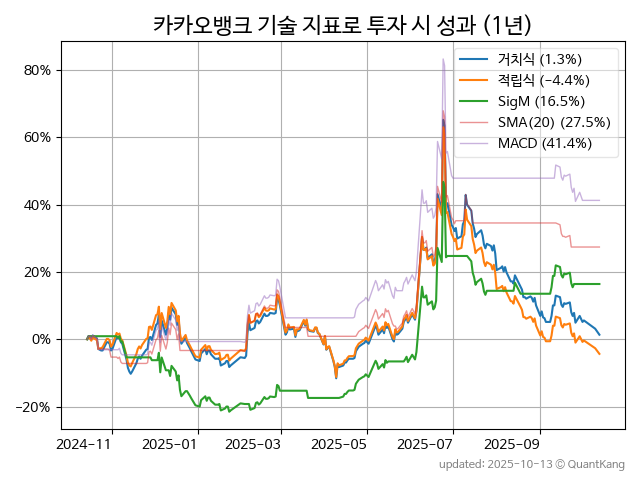 카카오뱅크 기술 지표로 투자 시 성과 (1년)
거치식 (1.3%)
적립식 (−4.4%)
SigM (16.5%)
SMA(20) (27.5%)
MACD (41.4%)
80%
60%
40%
20%
0%
−20%
2024-11
2025-01
2025-03
2025-05
2025-07
2025-09
updated: 2025-10-13 ⓒ QuantKang